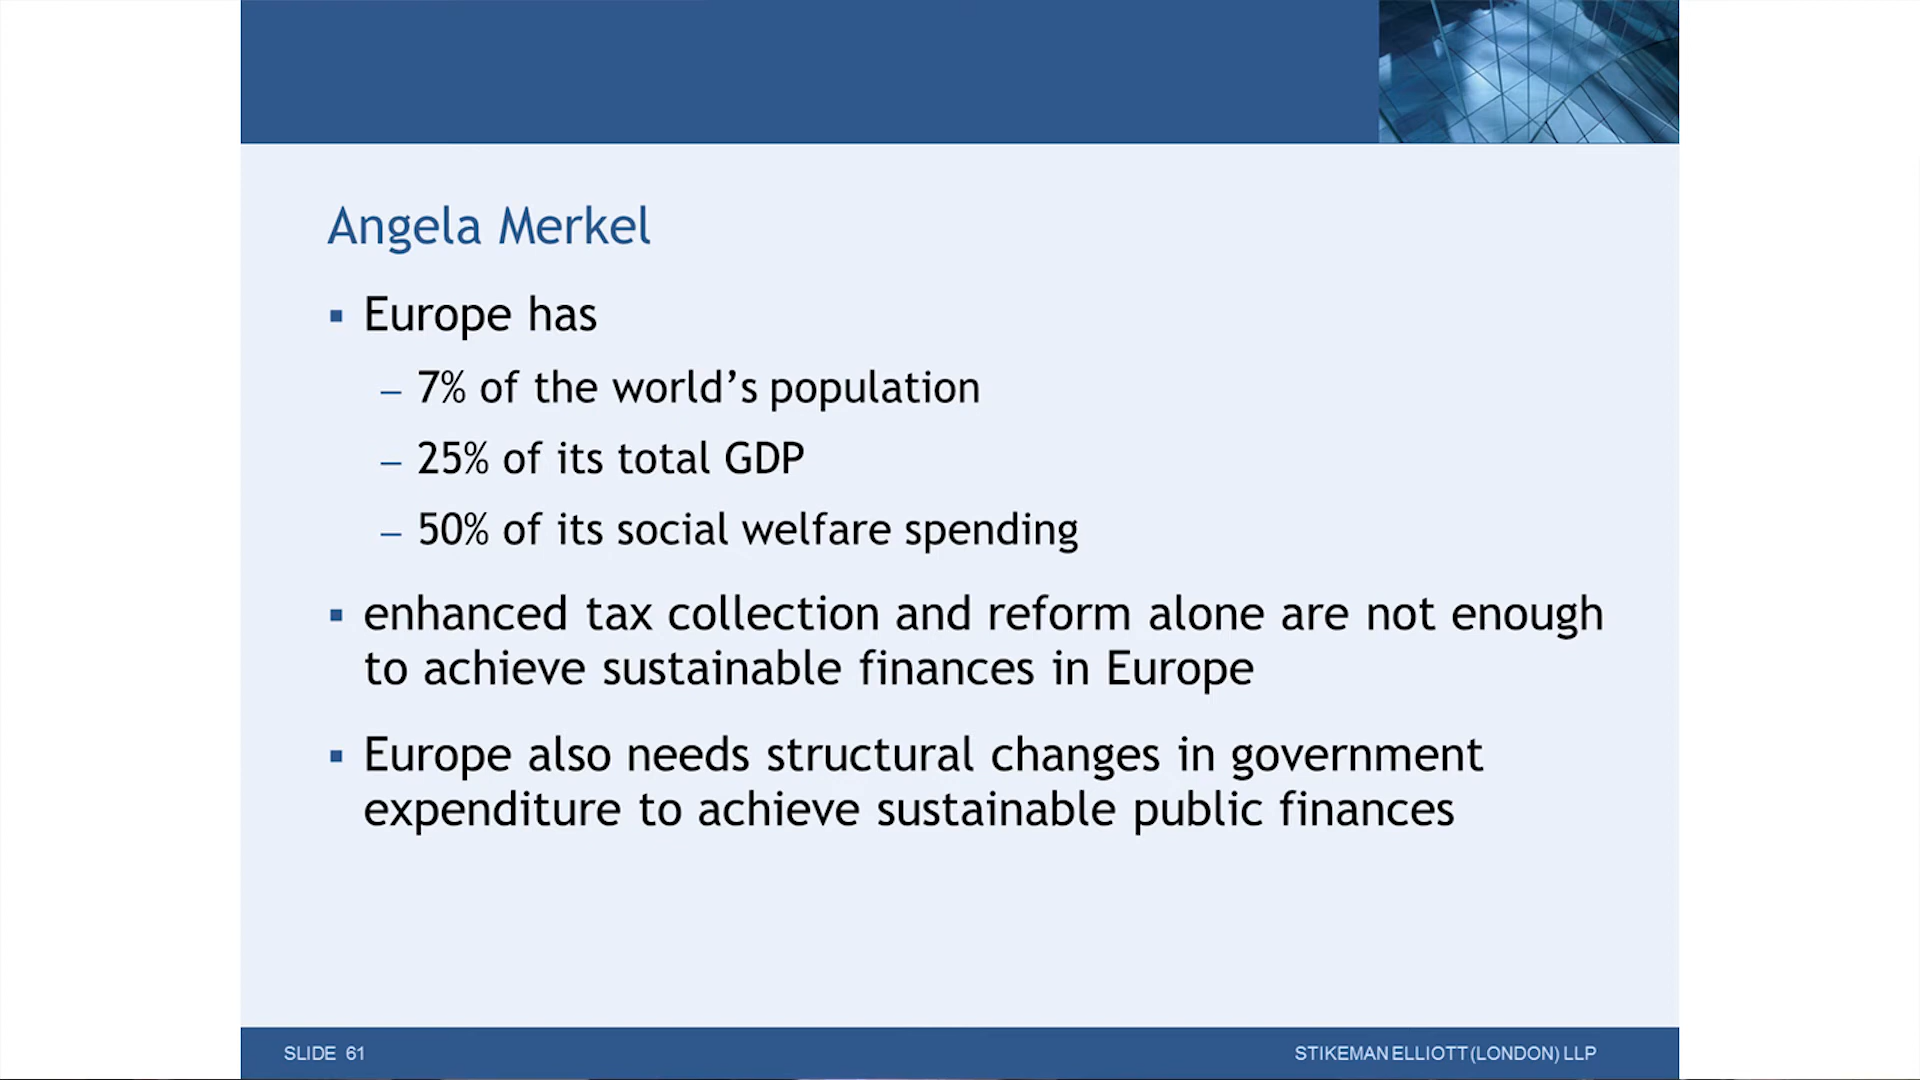 Angela Merkel
▪ Europe has
– 7% of the world’s population
– 25% of its total GDP
– 50% of its social welfare spending
▪ enhanced tax collection and reform alone are not enough
to achieve sustainable finances in Europe
▪ Europe also needs structural changes in government
expenditure to achieve sustainable public finances
SLIDE 61
STIKEMAN ELLIOTT (LONDON) LLP